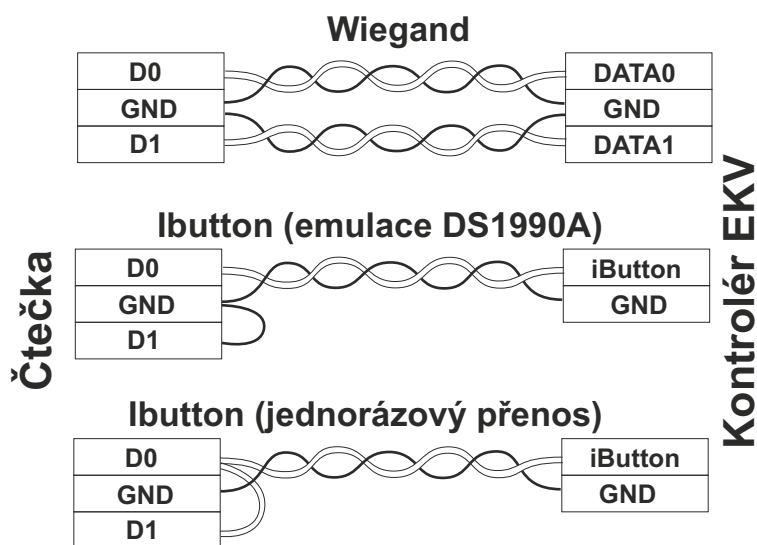 Wiegand
D0
GND
D1
DATA0
GND
DATA1
Čtečka
Kontrolér EKV
Ibutton (emulace DS1990A)
D0
GND
D1
iButton
GND
Ibutton (jednorázový přenos)
D0
GND
D1
iButton
GND